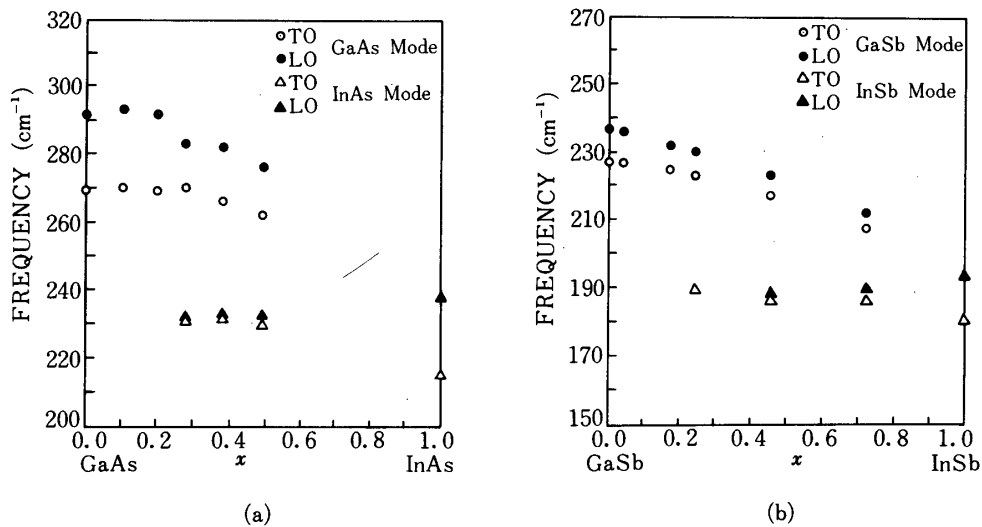 320
300
280
260
240
220
200
FREQUENCY (cm⁻¹)
○ TO
● LO
GaAs Mode
△ TO
▲ LO
InAs Mode
0.0 0.2 0.4 0.6 0.8 1.0
GaAs x InAs
(a)
270
250
230
210
190
170
150
FREQUENCY (cm⁻¹)
○ TO
● LO
GaSb Mode
△ TO
▲ LO
InSb Mode
0.0 0.2 0.4 0.6 0.8 1.0
GaSb x InSb
(b)